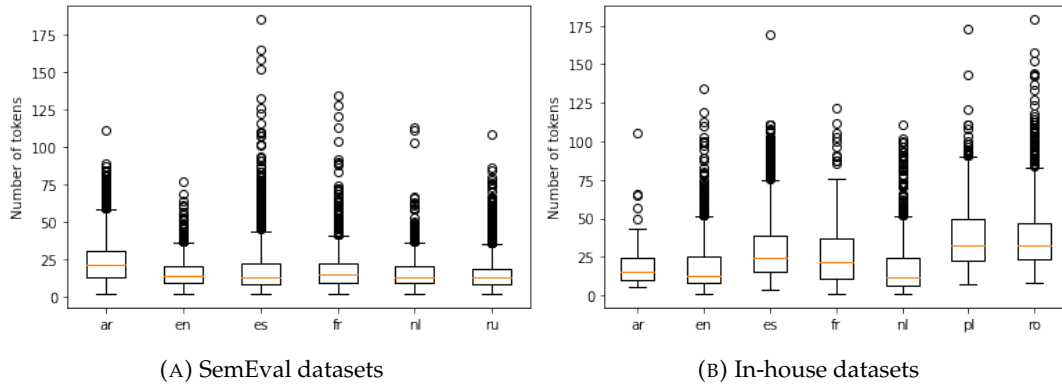 175
150
125
100
75
50
25
0
Number of tokens
ar en es fr nl ru
(A) SemEval datasets
175
150
125
100
75
50
25
0
Number of tokens
ar en es fr nl pl ro
(B) In-house datasets